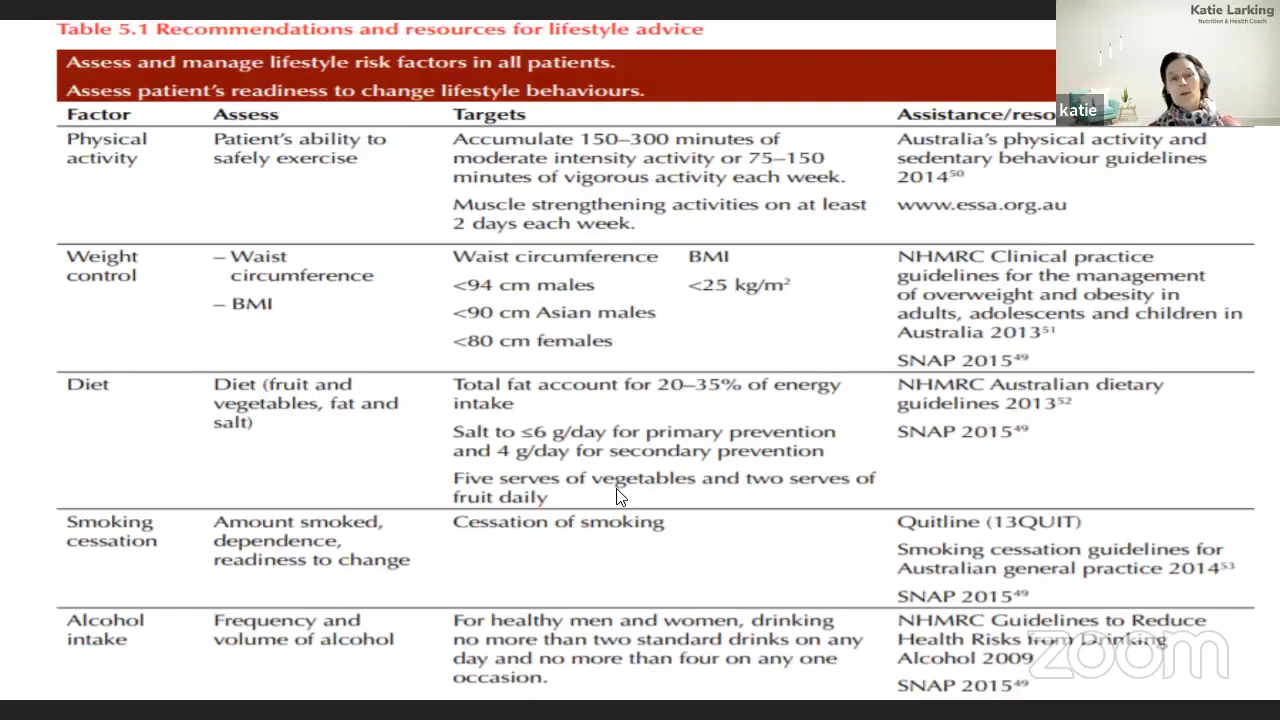 Table 5.1 Recommendations and resources for lifestyle advice
Katie Larking
Nutrition & Health Coach
katie
Assess and manage lifestyle risk factors in all patients.
Assess patient's readiness to change lifestyle behaviours.
Factor Assess Targets Assistance/reso
Physical
activity
Patient's ability to
safely exercise
Accumulate 150–300 minutes of
moderate intensity activity or 75–150
minutes of vigorous activity each week.
Muscle strengthening activities on at least
2 days each week.
Australia's physical activity and
sedentary behaviour guidelines
2014⁵⁰
www.essa.org.au
Weight
control
– Waist
circumference
– BMI
Waist circumference BMI
<94 cm males <25 kg/m²
<90 cm Asian males
<80 cm females
NHMRC Clinical practice
guidelines for the management
of overweight and obesity in
adults, adolescents and children in
Australia 2013⁵¹
SNAP 2015⁴⁹
Diet
Diet (fruit and
vegetables, fat and
salt)
Total fat account for 20–35% of energy
intake
Salt to ≤6 g/day for primary prevention
and 4 g/day for secondary prevention
Five serves of vegetables and two serves of
fruit daily
NHMRC Australian dietary
guidelines 2013⁵²
SNAP 2015⁴⁹
Smoking
cessation
Amount smoked,
dependence,
readiness to change
Cessation of smoking
Quitline (13QUIT)
Smoking cessation guidelines for
Australian general practice 2014⁵³
SNAP 2015⁴⁹
Alcohol
intake
Frequency and
volume of alcohol
For healthy men and women, drinking
no more than two standard drinks on any
day and no more than four on any one
occasion.
NHMRC Guidelines to Reduce
Health Risks from Drinking
Alcohol 2009
SNAP 2015⁴⁹
zoom